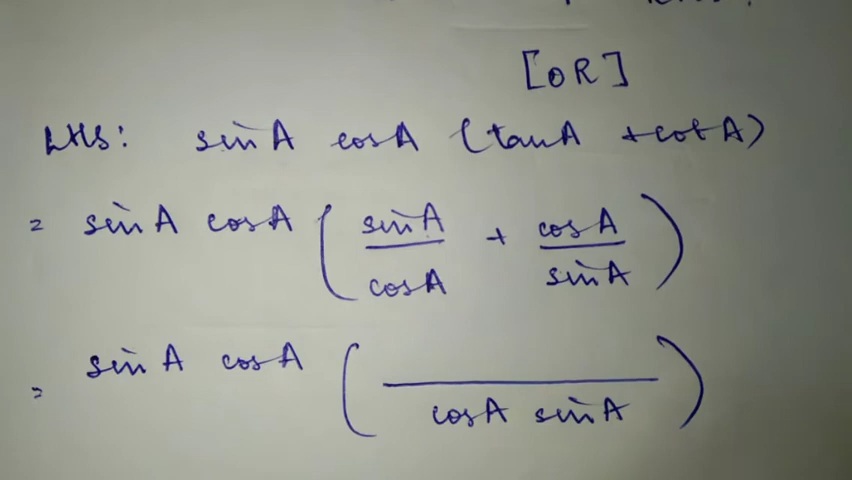 [OR]
LHS: sin A cos A (tan A + cot A)
= sin A cos A ( sin A / cos A + cos A / sin A )
= sin A cos A ( / cos A sin A )